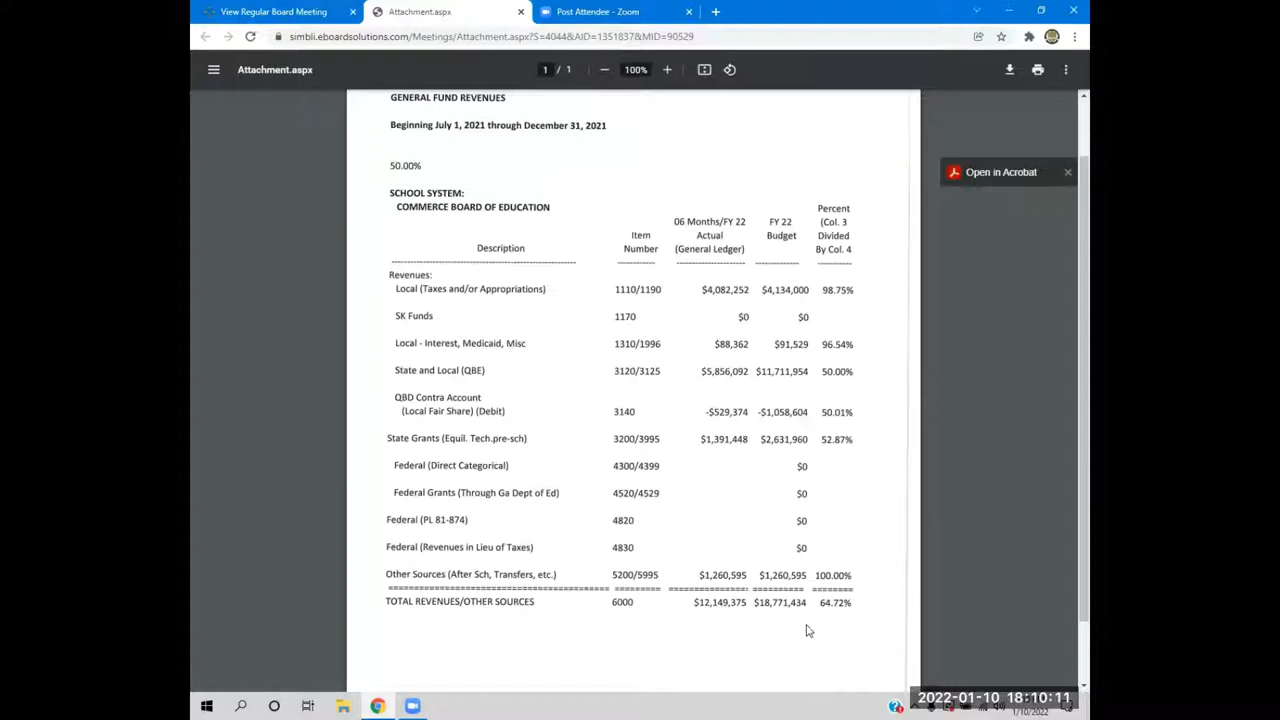 View Regular Board Meeting
Attachment.aspx
Post Attendee - Zoom
simbli.eboardsolutions.com/Meetings/Attachment.aspx?S=4044&AID=1351837&MID=90529
Attachment.aspx
1 / 1
100%
GENERAL FUND REVENUES
Beginning July 1, 2021 through December 31, 2021
Open in Acrobat
50.00%
SCHOOL SYSTEM:
COMMERCE BOARD OF EDUCATION
Description
Item Number
06 Months/FY 22 Actual (General Ledger)
FY 22 Budget
Percent (Col. 3 Divided By Col. 4
Revenues:
Local (Taxes and/or Appropriations) 1110/1190 $4,082,252 $4,134,000 98.75%
SK Funds 1170 $0 $0
Local - Interest, Medicaid, Misc 1310/1996 $88,362 $91,529 96.54%
State and Local (QBE) 3120/3125 $5,856,092 $11,711,954 50.00%
QBD Contra Account
(Local Fair Share) (Debit) 3140 -$529,374 -$1,058,604 50.01%
State Grants (Equil. Tech.pre-sch) 3200/3995 $1,391,448 $2,631,960 52.87%
Federal (Direct Categorical) 4300/4399 $0
Federal Grants (Through Ga Dept of Ed) 4520/4529 $0
Federal (PL 81-874) 4820 $0
Federal (Revenues in Lieu of Taxes) 4830 $0
Other Sources (After Sch, Transfers, etc.) 5200/5995 $1,260,595 $1,260,595 100.00%
TOTAL REVENUES/OTHER SOURCES 6000 $12,149,375 $18,771,434 64.72%
2022-01-10 18:10:11
1/10/2022